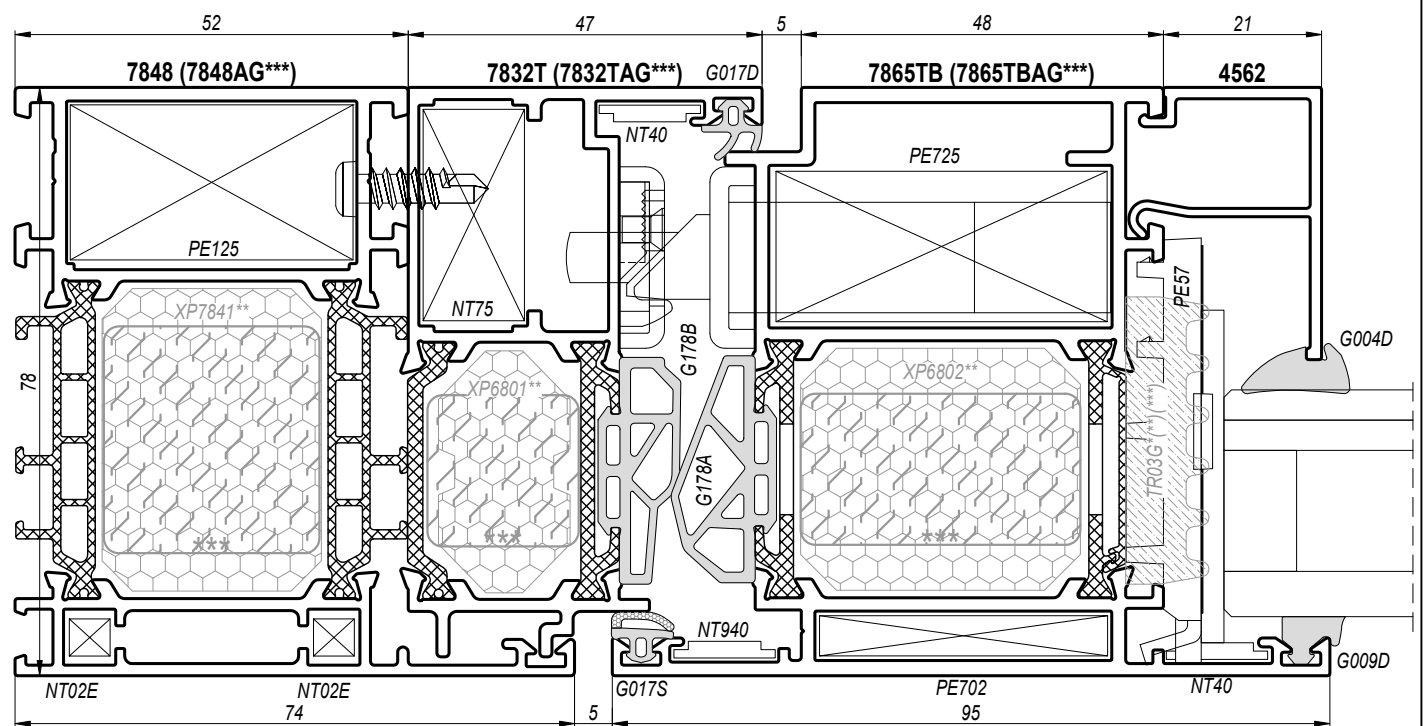 52 47 5 48 21
7848 (7848AG***) 7832T (7832TAG***) G017D 7865TB (7865TBAG***) 4562
NT40
PE725
PE125
PE57
NT75
XP7841**
G178B
G004D
78
XP6801**
XP6802**
G178A
TR03G*(**)(***)
*** *** ***
NT940
G009D
NT02E NT02E G017S PE702 NT40
74 5 95